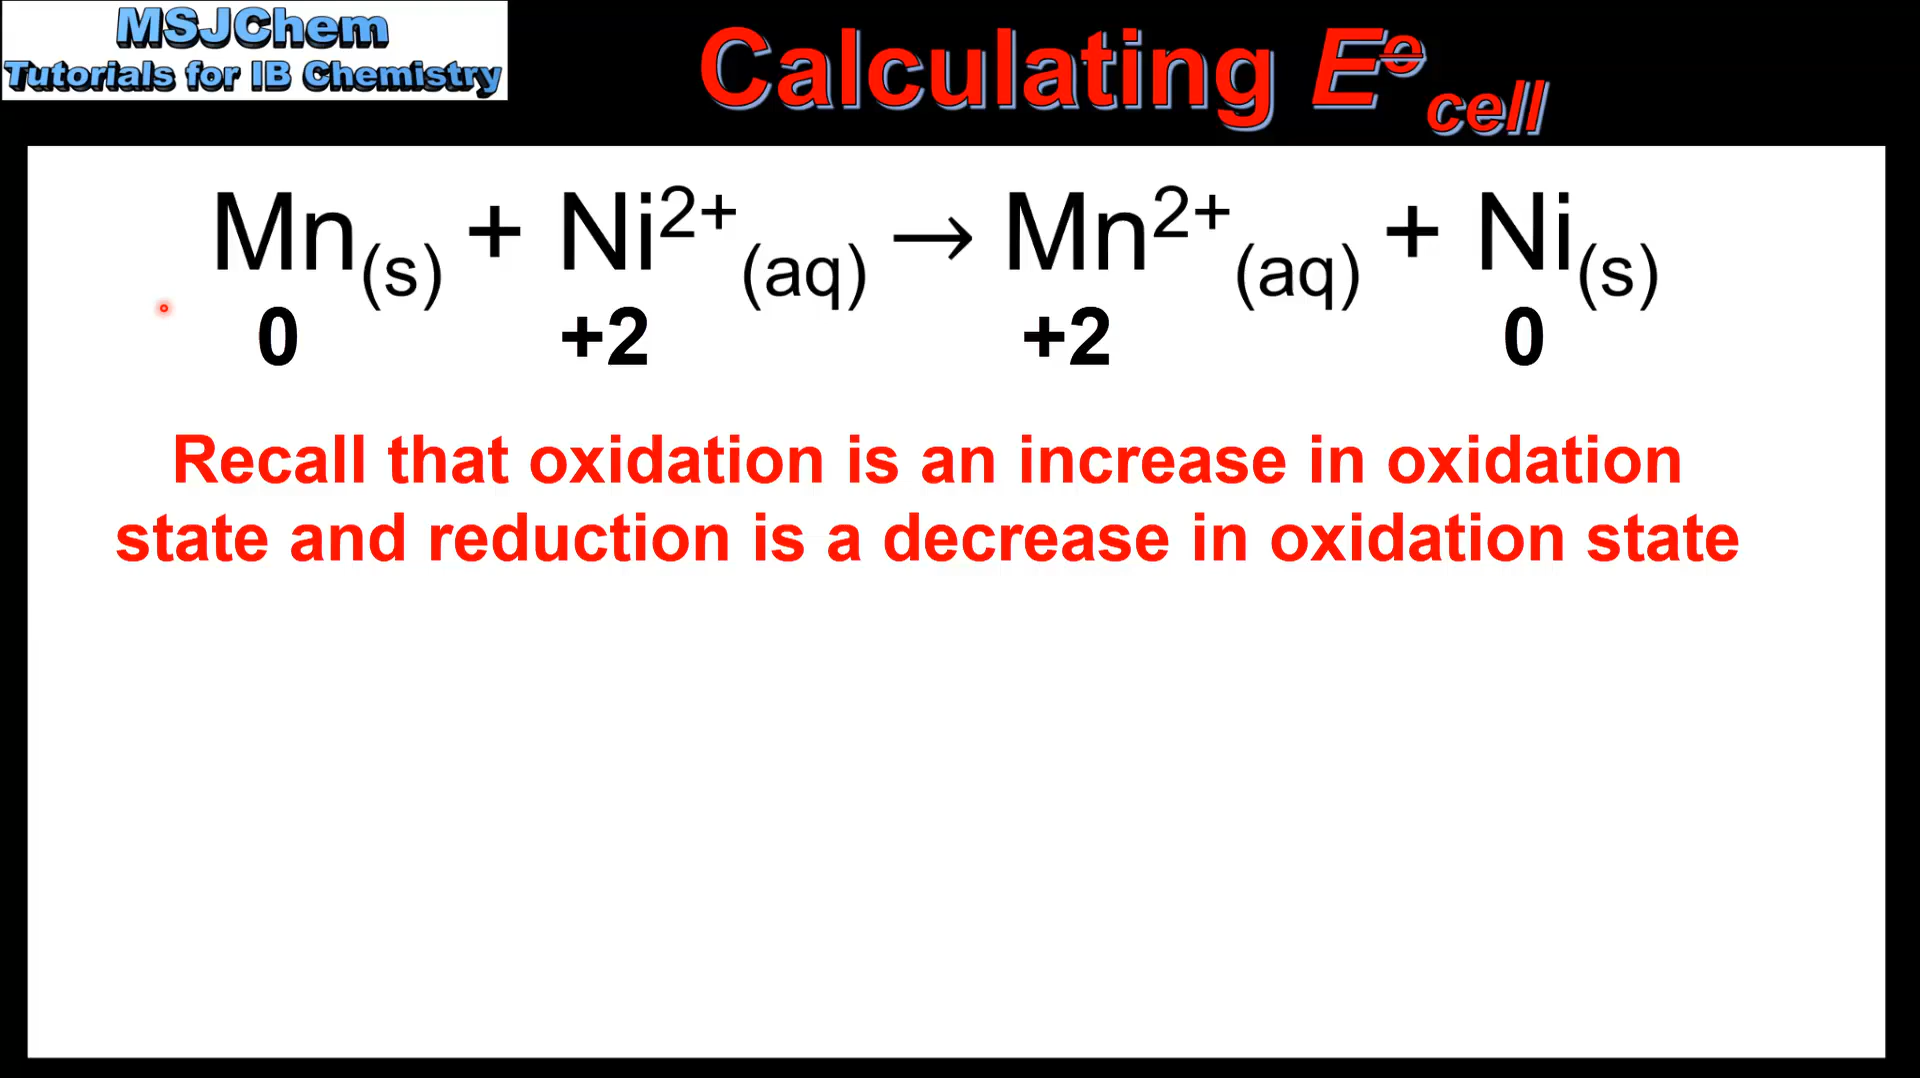 MSJChem
Tutorials for IB Chemistry
Calculating E⦵cell
Mn(s) + Ni²⁺(aq) → Mn²⁺(aq) + Ni(s)
0 +2 +2 0
Recall that oxidation is an increase in oxidation
state and reduction is a decrease in oxidation state